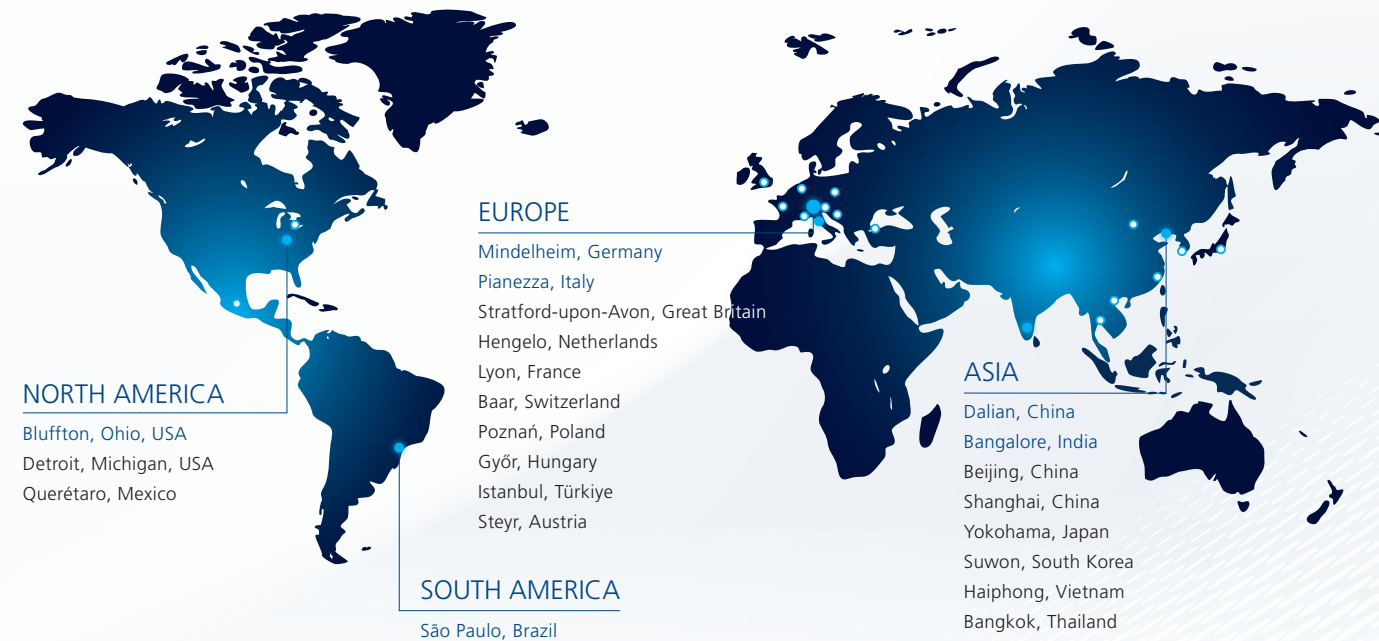 EUROPE
Mindelheim, Germany
Pianezza, Italy
Stratford-upon-Avon, Great Britain
Hengelo, Netherlands
Lyon, France
Baar, Switzerland
Poznań, Poland
Győr, Hungary
Istanbul, Türkiye
Steyr, Austria
NORTH AMERICA
Bluffton, Ohio, USA
Detroit, Michigan, USA
Querétaro, Mexico
ASIA
Dalian, China
Bangalore, India
Beijing, China
Shanghai, China
Yokohama, Japan
Suwon, South Korea
Haiphong, Vietnam
Bangkok, Thailand
SOUTH AMERICA
São Paulo, Brazil